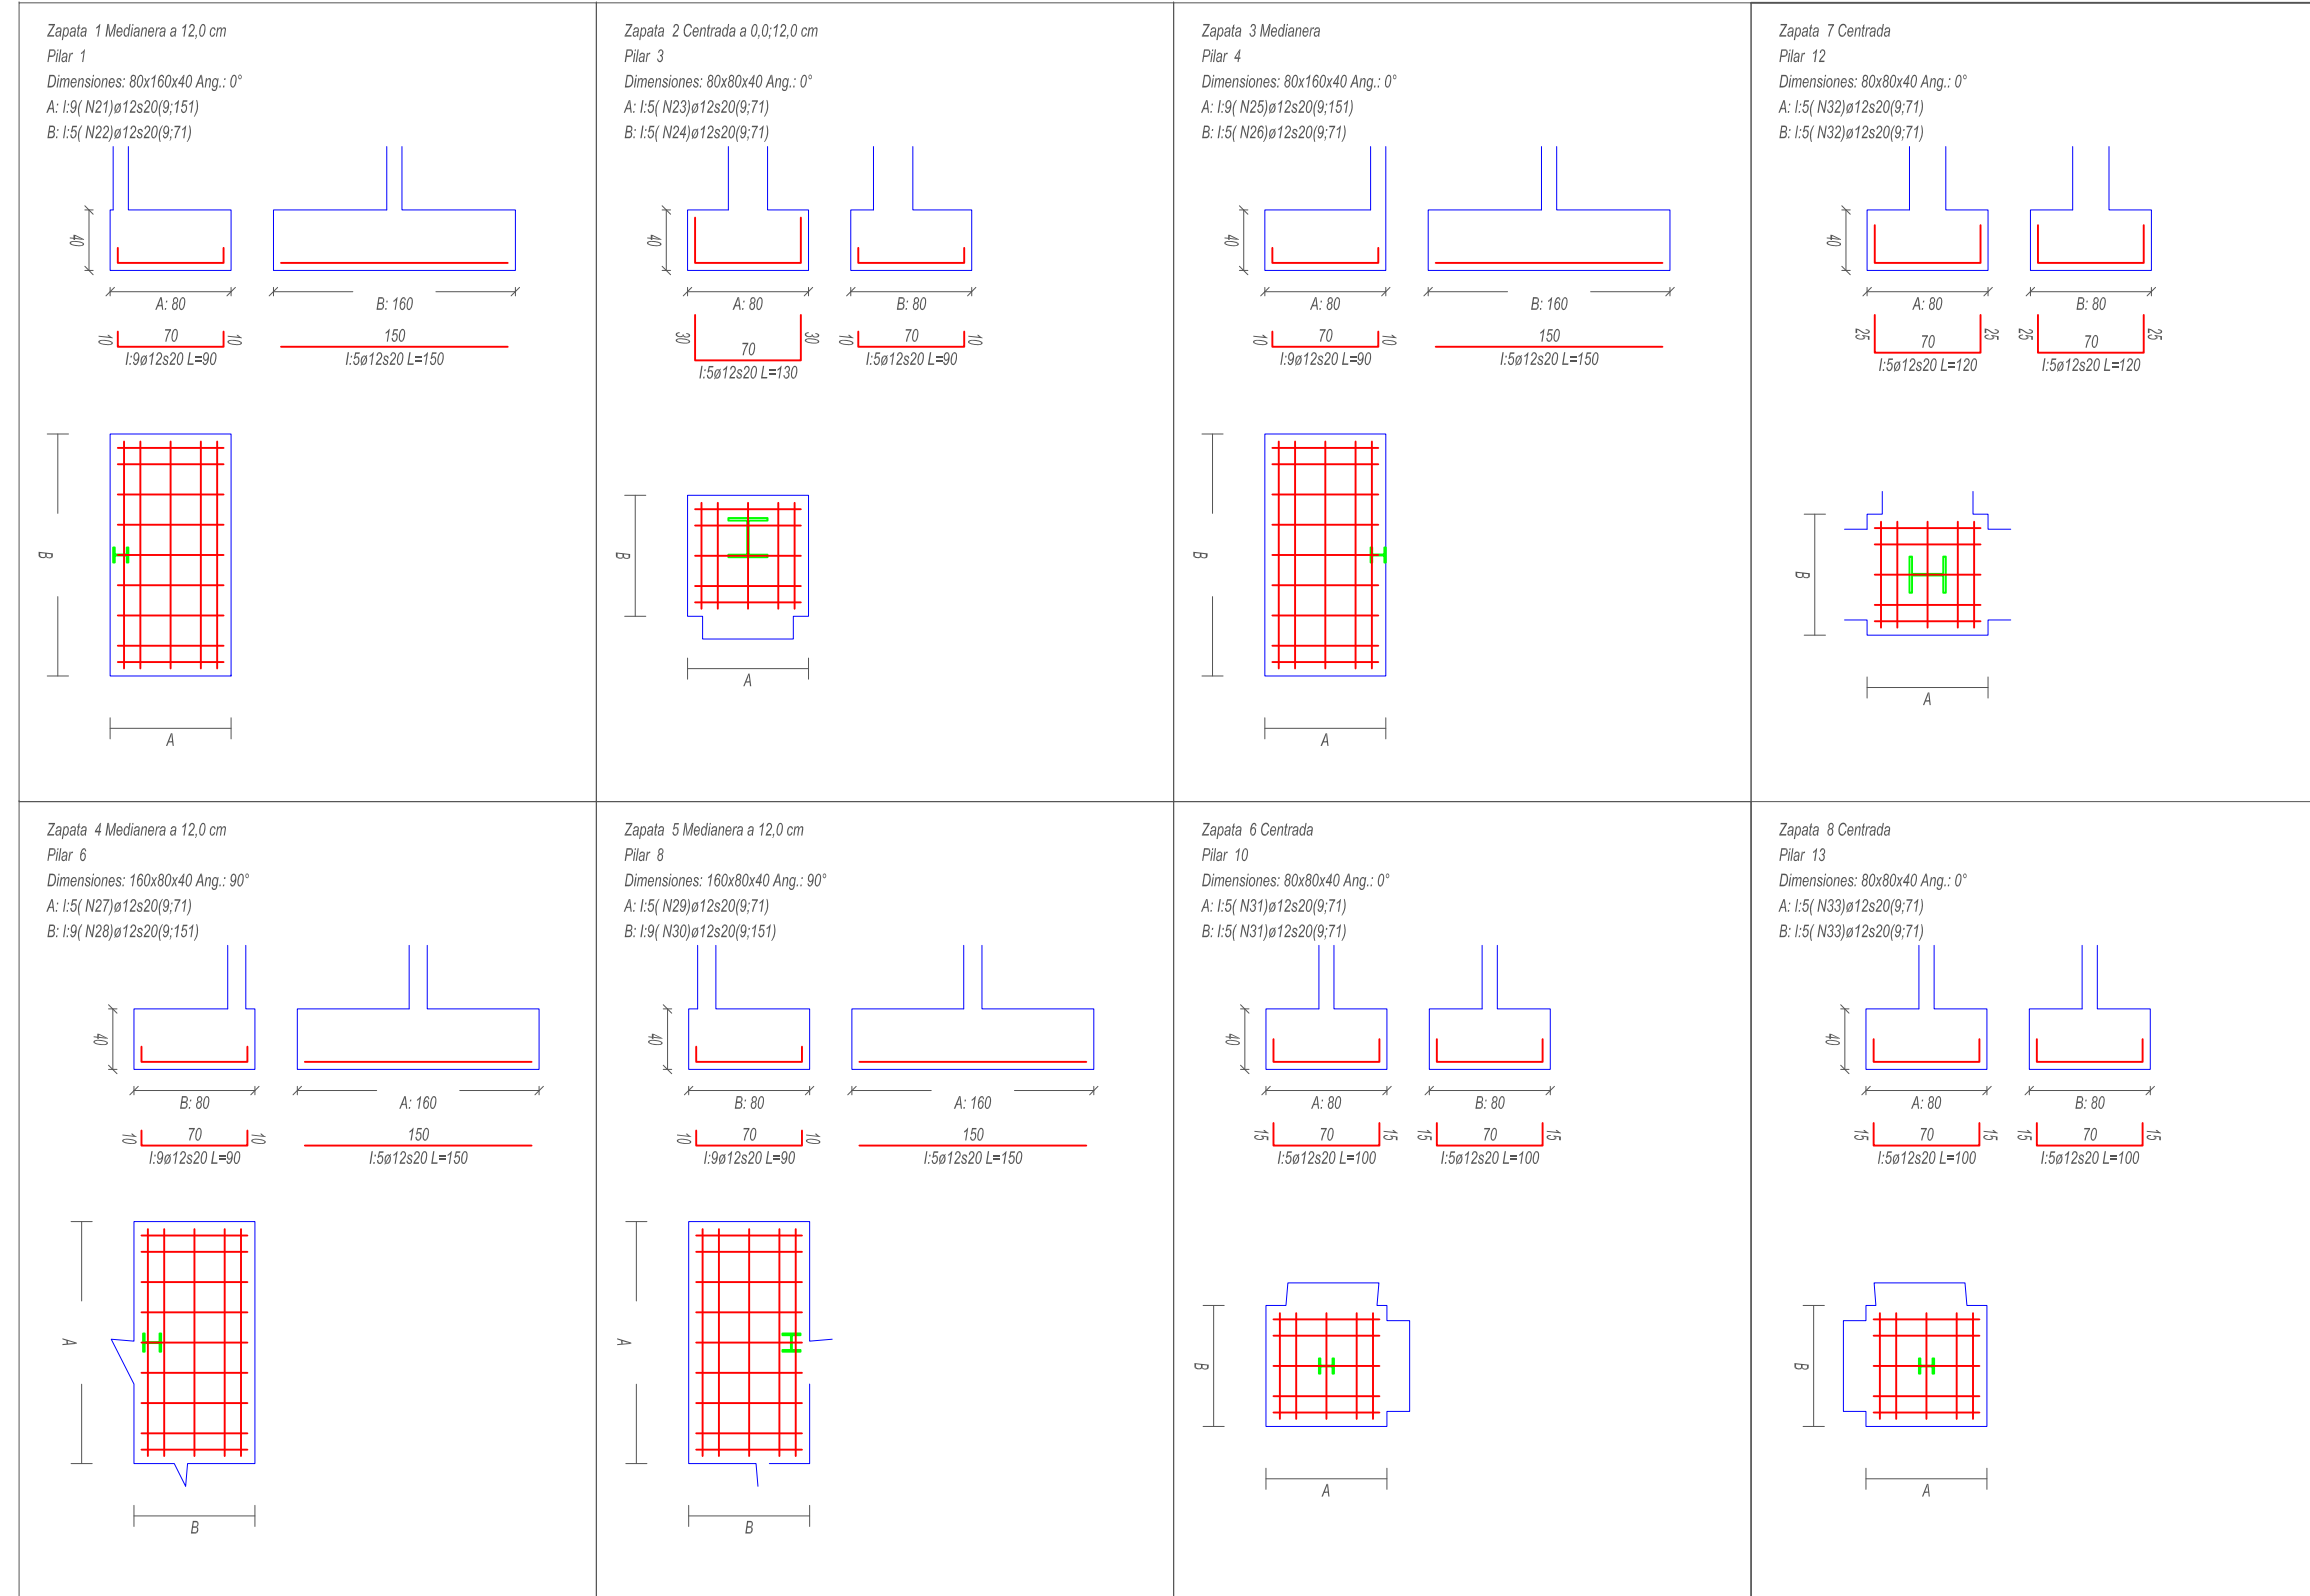 Zapata 1 Medianera a 12,0 cm
Pilar 1
Dimensiones: 80x160x40 Ang.: 0°
A: I:9( N21)ø12s20(9;151)
B: I:5( N22)ø12s20(9;71)
40
A: 80
B: 160
10
70
10
I:9ø12s20 L=90
150
I:5ø12s20 L=150
B
A
Zapata 2 Centrada a 0,0;12,0 cm
Pilar 3
Dimensiones: 80x80x40 Ang.: 0°
A: I:5( N23)ø12s20(9;71)
B: I:5( N24)ø12s20(9;71)
40
A: 80
B: 80
30
70
30
I:5ø12s20 L=130
10
70
10
I:5ø12s20 L=90
B
A
Zapata 3 Medianera
Pilar 4
Dimensiones: 80x160x40 Ang.: 0°
A: I:9( N25)ø12s20(9;151)
B: I:5( N26)ø12s20(9;71)
40
A: 80
B: 160
10
70
10
I:9ø12s20 L=90
150
I:5ø12s20 L=150
B
A
Zapata 7 Centrada
Pilar 12
Dimensiones: 80x80x40 Ang.: 0°
A: I:5( N32)ø12s20(9;71)
B: I:5( N32)ø12s20(9;71)
40
A: 80
B: 80
25
70
25
I:5ø12s20 L=120
25
70
25
I:5ø12s20 L=120
B
A
Zapata 4 Medianera a 12,0 cm
Pilar 6
Dimensiones: 160x80x40 Ang.: 90°
A: I:5( N27)ø12s20(9;71)
B: I:9( N28)ø12s20(9;151)
40
B: 80
A: 160
10
70
10
I:9ø12s20 L=90
150
I:5ø12s20 L=150
A
B
Zapata 5 Medianera a 12,0 cm
Pilar 8
Dimensiones: 160x80x40 Ang.: 90°
A: I:5( N29)ø12s20(9;71)
B: I:9( N30)ø12s20(9;151)
40
B: 80
A: 160
10
70
10
I:9ø12s20 L=90
150
I:5ø12s20 L=150
A
B
Zapata 6 Centrada
Pilar 10
Dimensiones: 80x80x40 Ang.: 0°
A: I:5( N31)ø12s20(9;71)
B: I:5( N31)ø12s20(9;71)
40
A: 80
B: 80
15
70
15
I:5ø12s20 L=100
15
70
15
I:5ø12s20 L=100
B
A
Zapata 8 Centrada
Pilar 13
Dimensiones: 80x80x40 Ang.: 0°
A: I:5( N33)ø12s20(9;71)
B: I:5( N33)ø12s20(9;71)
40
A: 80
B: 80
15
70
15
I:5ø12s20 L=100
15
70
15
I:5ø12s20 L=100
B
A